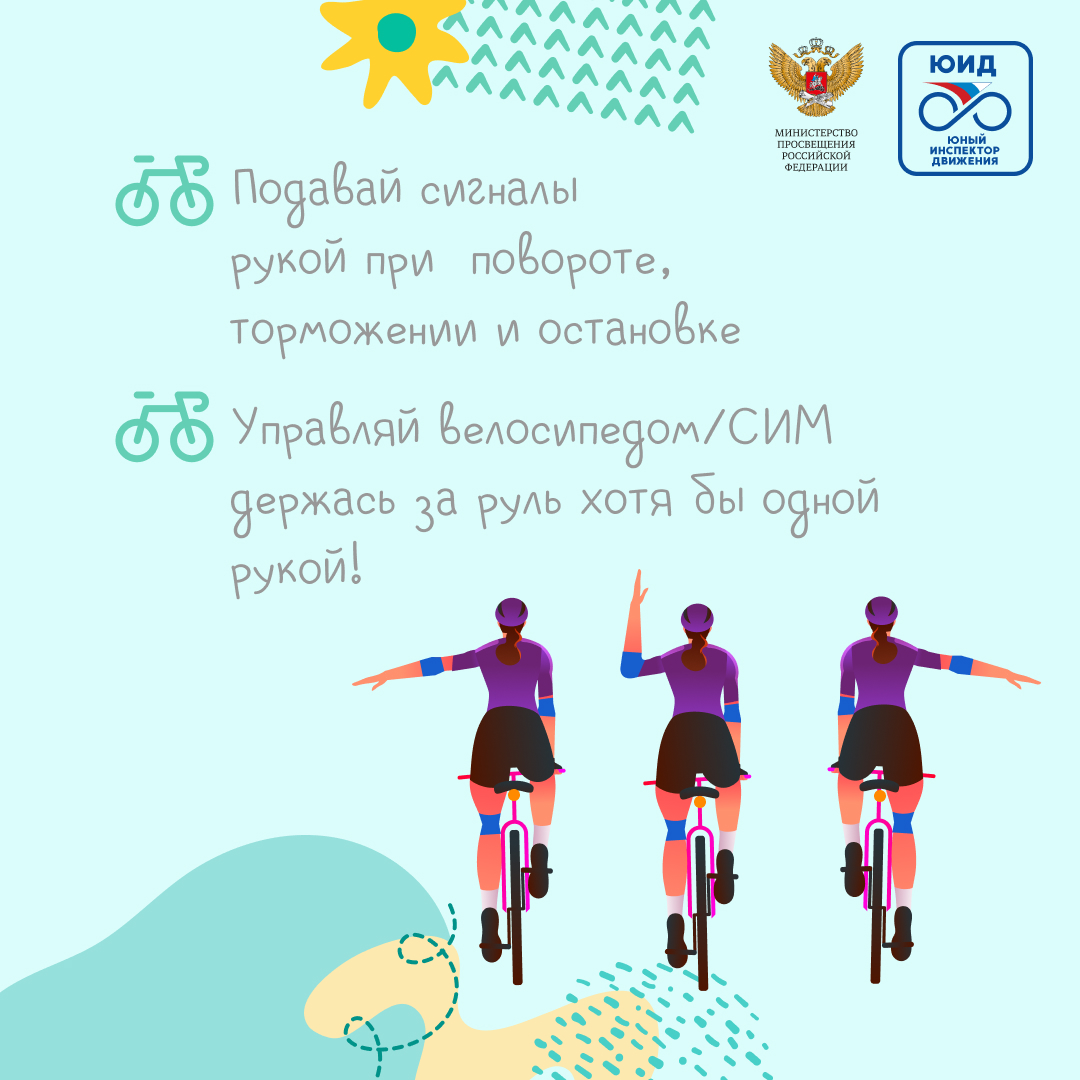 МИНИСТЕРСТВО
ПРОСВЕЩЕНИЯ
РОССИЙСКОЙ
ФЕДЕРАЦИИ
ЮИД
ЮНЫЙ
ИНСПЕКТОР
ДВИЖЕНИЯ
Подавай сигналы
рукой при повороте,
торможении и остановке
Управляй велосипедом/СИМ
держась за руль хотя бы одной
рукой!